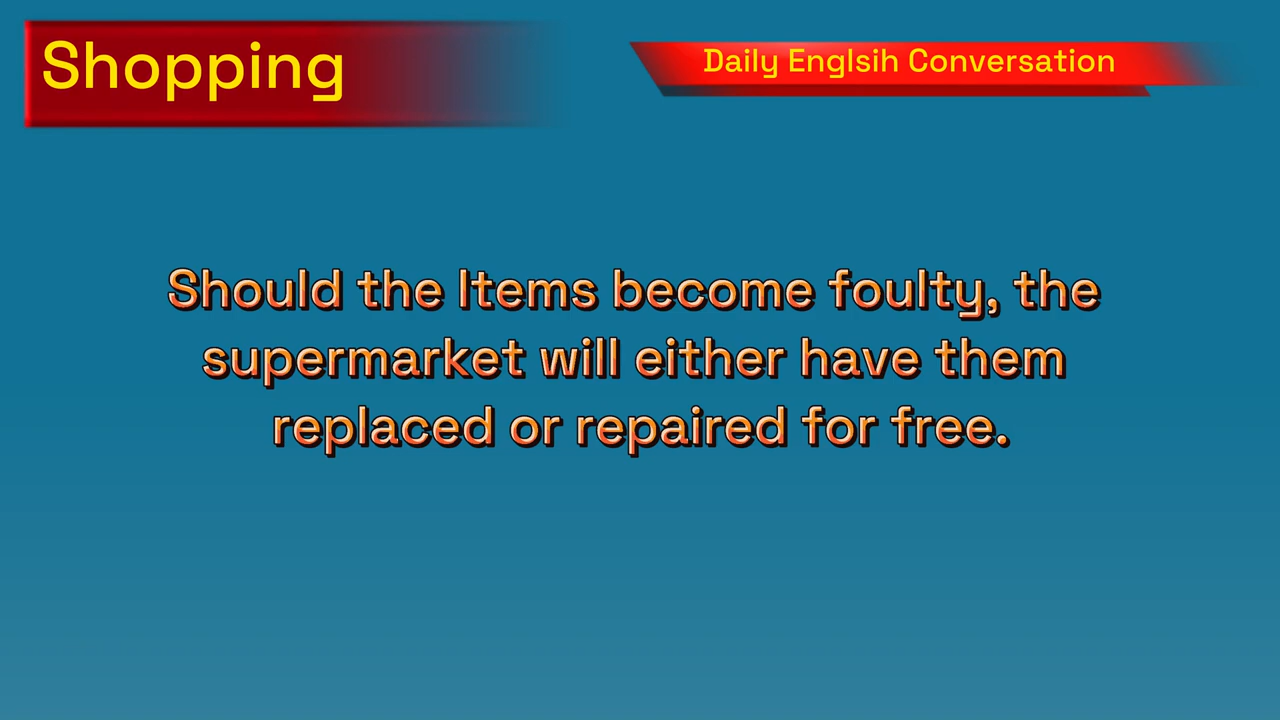 Shopping
Daily Englsih Conversation
Should the Items become foulty, the
supermarket will either have them
replaced or repaired for free.